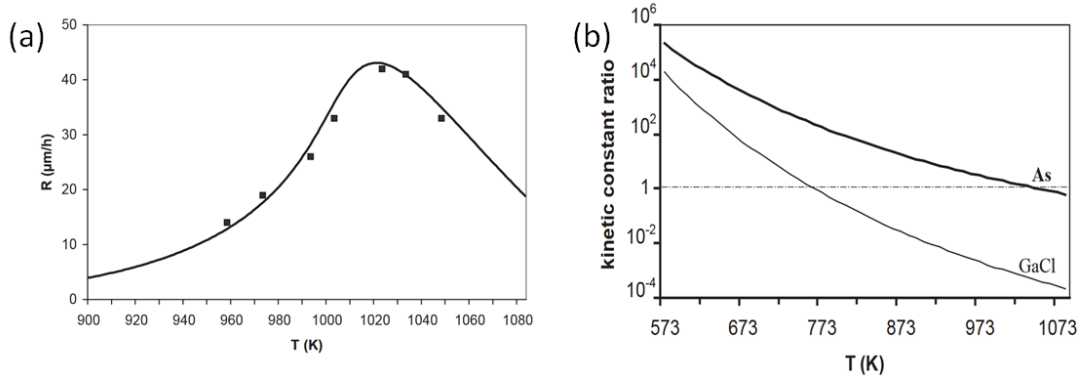 (a)
50
40
30
20
10
0
R (µm/h)
900 920 940 960 980 1000 1020 1040 1060 1080
T (K)
(b)
10^6
10^4
10^2
1
10^-2
10^-4
kinetic constant ratio
As
GaCl
573 673 773 873 973 1073
T (K)